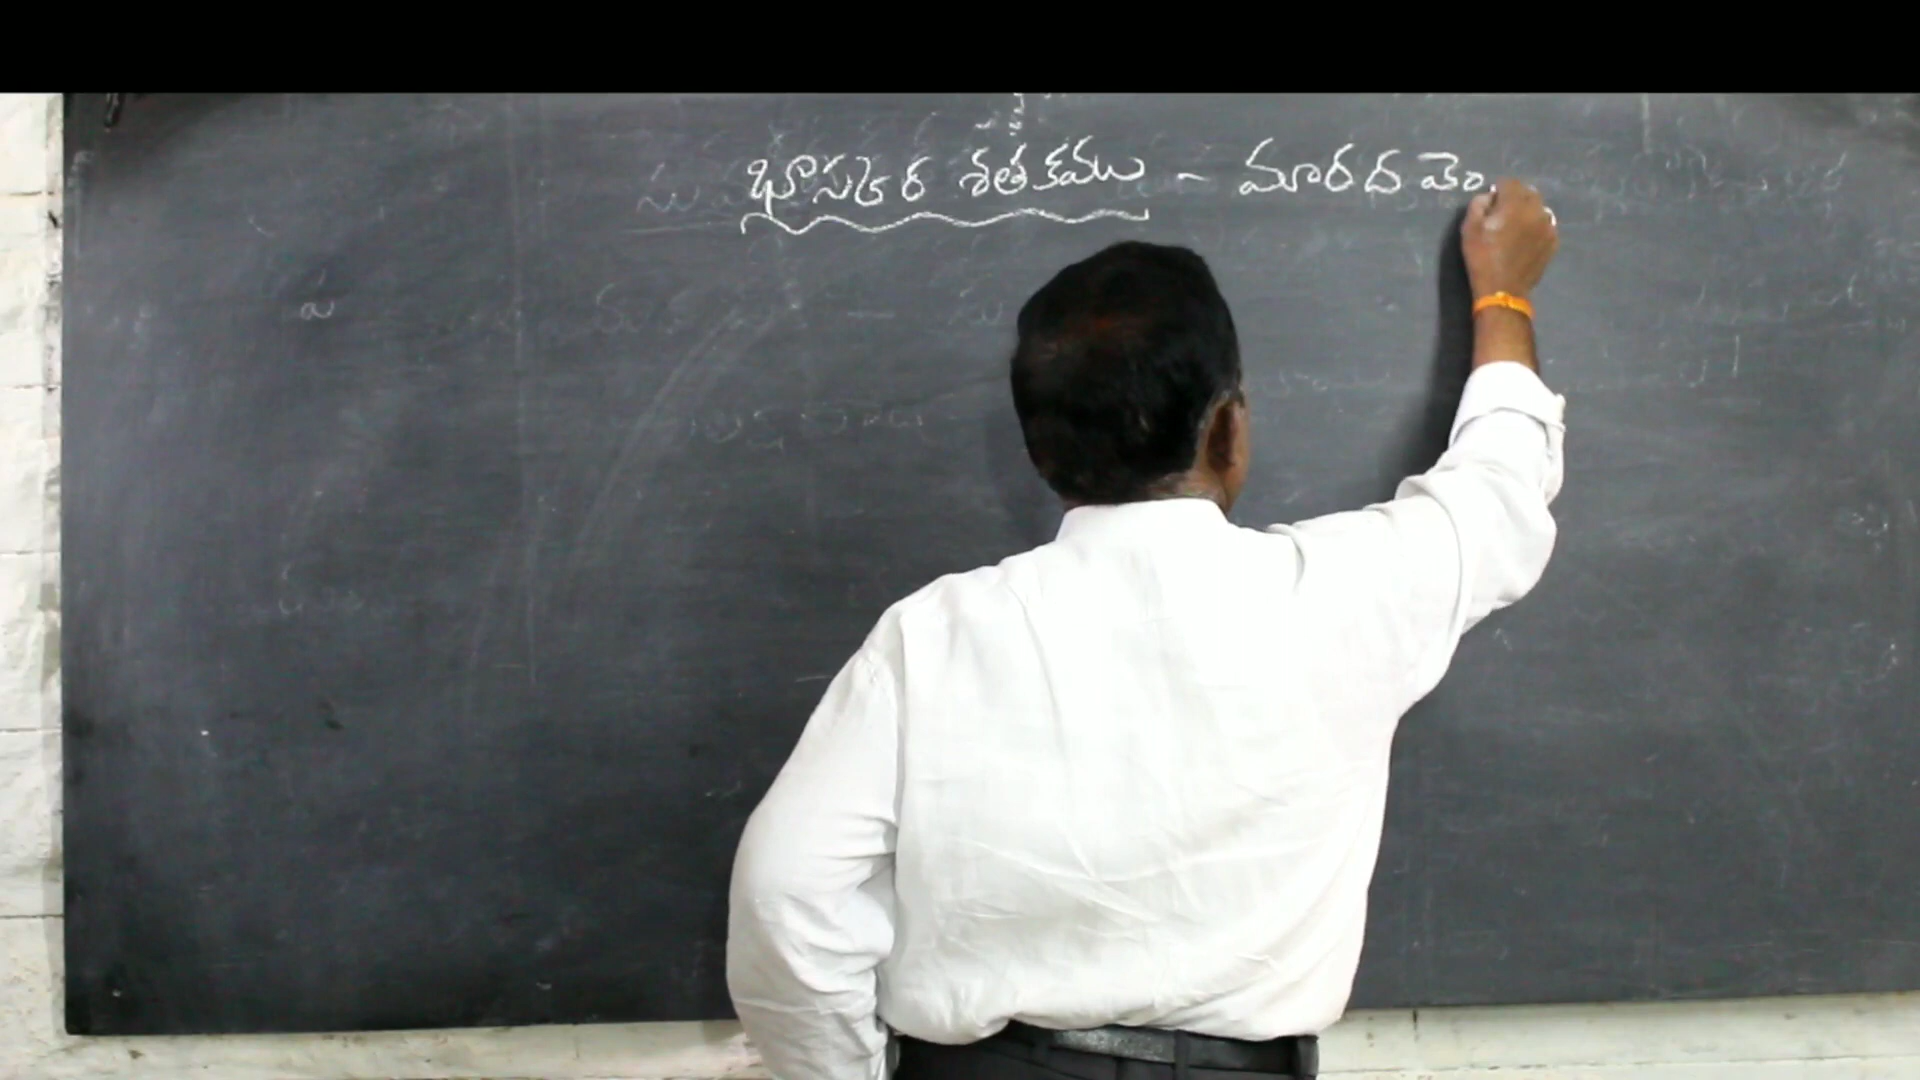 భాస్కర శతకము - మారద వెం